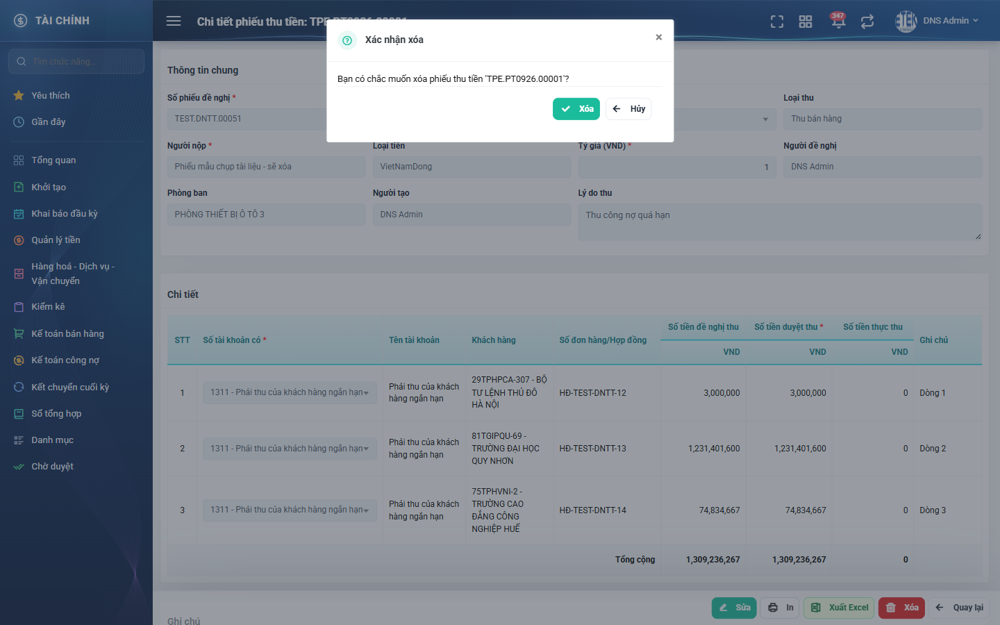 TÀI CHÍNH
Chi tiết phiếu thu tiền: TPE.PT0926.00001
347
DNS Admin
Tìm chức năng...
Yêu thích
Gần đây
Tổng quan
Khởi tạo
Khai báo đầu kỳ
Quản lý tiền
Hàng hoá - Dịch vụ -
Vận chuyển
Kiểm kê
Kế toán bán hàng
Kế toán công nợ
Kết chuyển cuối kỳ
Sổ tổng hợp
Danh mục
Chờ duyệt
Xác nhận xóa
×
Bạn có chắc muốn xóa phiếu thu tiền 'TPE.PT0926.00001'?
Xóa
Hủy
Thông tin chung
Số phiếu đề nghị *
Loại thu
TEST.DNTT.00051
Thu bán hàng
Người nộp *
Loại tiền
Tỷ giá (VND) *
Người đề nghị
Phiếu mẫu chụp tài liệu - sẽ xóa
VietNamDong
1
DNS Admin
Phòng ban
Người tạo
Lý do thu
PHÒNG THIẾT BỊ Ô TÔ 3
DNS Admin
Thu công nợ quá hạn
Chi tiết
STT
Số tài khoản có *
Tên tài khoản
Khách hàng
Số đơn hàng/Hợp đồng
Số tiền đề nghị thu
Số tiền duyệt thu *
Số tiền thực thu
Ghi chú
VND
VND
VND
1
1311 - Phải thu của khách hàng ngắn hạn
Phải thu của khách
hàng ngắn hạn
29TPHPCA-307 - BỘ
TƯ LỆNH THỦ ĐÔ
HÀ NỘI
HĐ-TEST-DNTT-12
3,000,000
3,000,000
0
Dòng 1
2
1311 - Phải thu của khách hàng ngắn hạn
Phải thu của khách
hàng ngắn hạn
81TGIPQU-69 -
TRƯỜNG ĐẠI HỌC
QUY NHƠN
HĐ-TEST-DNTT-13
1,231,401,600
1,231,401,600
0
Dòng 2
3
1311 - Phải thu của khách hàng ngắn hạn
Phải thu của khách
hàng ngắn hạn
75TPHVNI-2 -
TRƯỜNG CAO
ĐẲNG CÔNG
NGHIỆP HUẾ
HĐ-TEST-DNTT-14
74,834,667
74,834,667
0
Dòng 3
Tổng cộng
1,309,236,267
1,309,236,267
0
Ghi chú
Sửa
In
Xuất Excel
Xóa
Quay lại